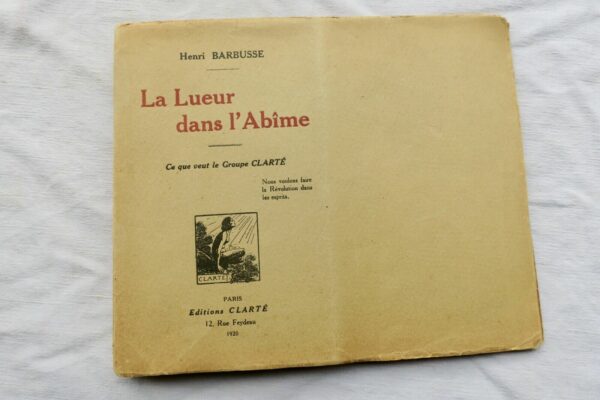 Henri BARBUSSE
La Lueur
dans l'Abîme
Ce que veut le Groupe CLARTÉ
Nous voulons faire
la Révolution dans
les esprits.
CLARTÉ
PARIS
Editions CLARTÉ
12, Rue Feydeau
1920